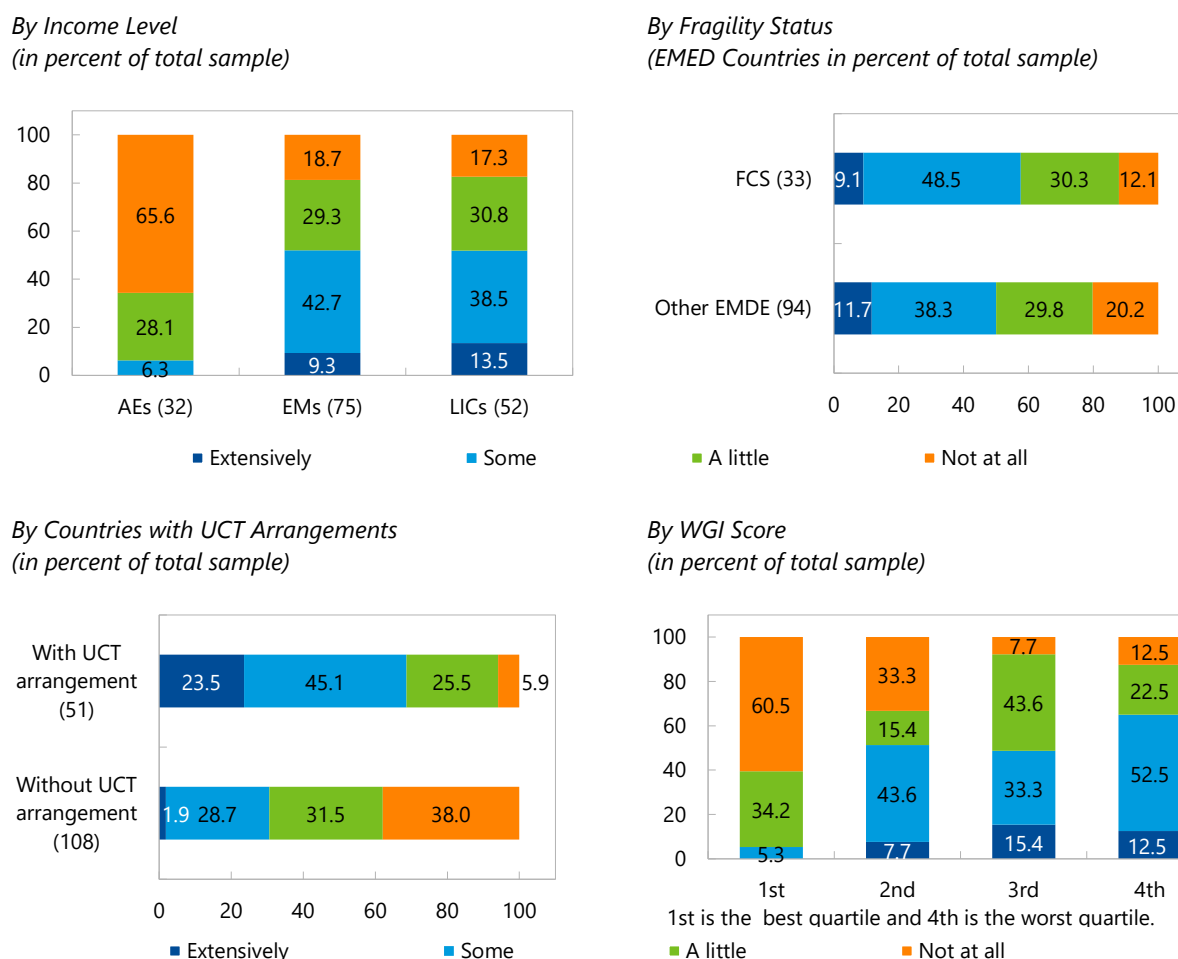 By Income Level
(in percent of total sample)
100
80
60
40
20
0
65.6
28.1
6.3
18.7
29.3
42.7
9.3
17.3
30.8
38.5
13.5
AEs (32)
EMs (75)
LICs (52)
By Fragility Status
(EMED Countries in percent of total sample)
FCS (33)
9.1
48.5
30.3
12.1
Other EMDE (94)
11.7
38.3
29.8
20.2
0
20
40
60
80
100
Extensively
Some
A little
Not at all
By Countries with UCT Arrangements
(in percent of total sample)
With UCT
arrangement
(51)
23.5
45.1
25.5
5.9
Without UCT
arrangement
(108)
1.9
28.7
31.5
38.0
0
20
40
60
80
100
By WGI Score
(in percent of total sample)
100
80
60
40
20
0
60.5
34.2
5.3
33.3
15.4
43.6
7.7
7.7
43.6
33.3
15.4
12.5
22.5
52.5
12.5
1st
2nd
3rd
4th
1st is the best quartile and 4th is the worst quartile.
Extensively
Some
A little
Not at all